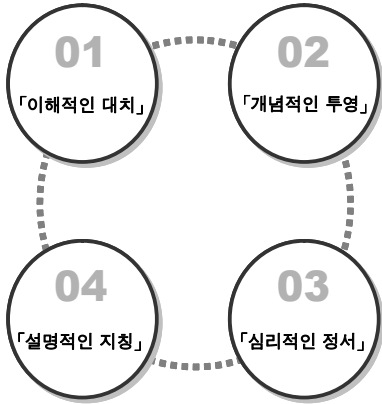 01
「이해적인 대치」
02
「개념적인 투영」
03
「심리적인 정서」
04
「설명적인 지칭」